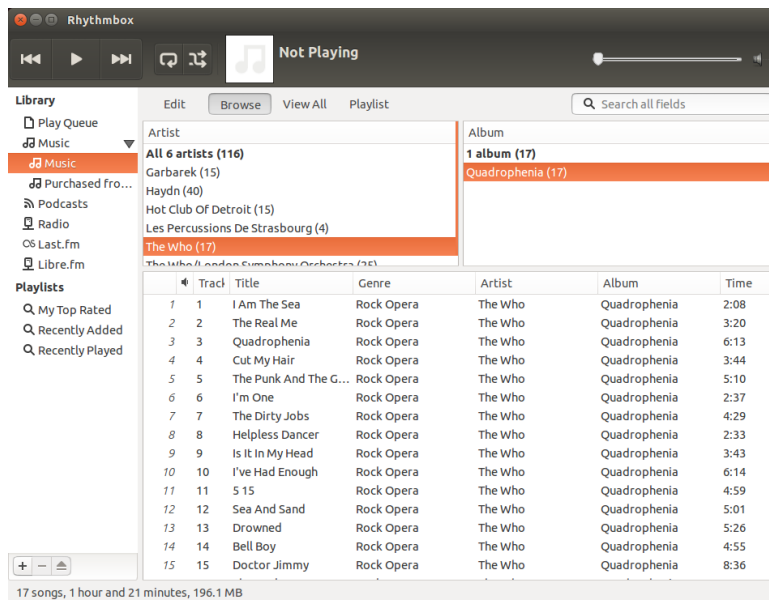 Rhythmbox
Not Playing
Library
Play Queue
Music
Music
Purchased fro...
Podcasts
Radio
Last.fm
Libre.fm
Playlists
My Top Rated
Recently Added
Recently Played
Edit Browse View All Playlist Search all fields
Artist
All 6 artists (116)
Garbarek (15)
Haydn (40)
Hot Club Of Detroit (15)
Les Percussions De Strasbourg (4)
The Who (17)
The Who/London Symphony Orchestra (25)
Album
1 album (17)
Quadrophenia (17)
Track Title Genre Artist Album Time
1 1 I Am The Sea Rock Opera The Who Quadrophenia 2:08
2 2 The Real Me Rock Opera The Who Quadrophenia 3:20
3 3 Quadrophenia Rock Opera The Who Quadrophenia 6:13
4 4 Cut My Hair Rock Opera The Who Quadrophenia 3:44
5 5 The Punk And The G... Rock Opera The Who Quadrophenia 5:10
6 6 I'm One Rock Opera The Who Quadrophenia 2:37
7 7 The Dirty Jobs Rock Opera The Who Quadrophenia 4:29
8 8 Helpless Dancer Rock Opera The Who Quadrophenia 2:33
9 9 Is It In My Head Rock Opera The Who Quadrophenia 3:43
10 10 I've Had Enough Rock Opera The Who Quadrophenia 6:14
11 11 5 15 Rock Opera The Who Quadrophenia 4:59
12 12 Sea And Sand Rock Opera The Who Quadrophenia 5:01
13 13 Drowned Rock Opera The Who Quadrophenia 5:26
14 14 Bell Boy Rock Opera The Who Quadrophenia 4:55
15 15 Doctor Jimmy Rock Opera The Who Quadrophenia 8:36
17 songs, 1 hour and 21 minutes, 196.1 MB